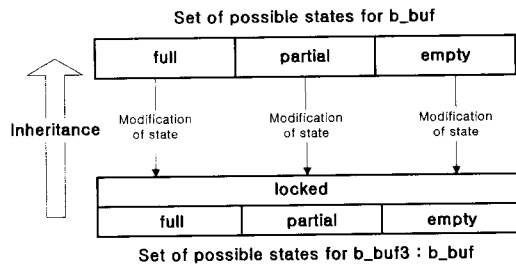 Set of possible states for b_buf
full partial empty
Inheritance
Modification of state
Modification of state
Modification of state
locked
full partial empty
Set of possible states for b_buf3 : b_buf